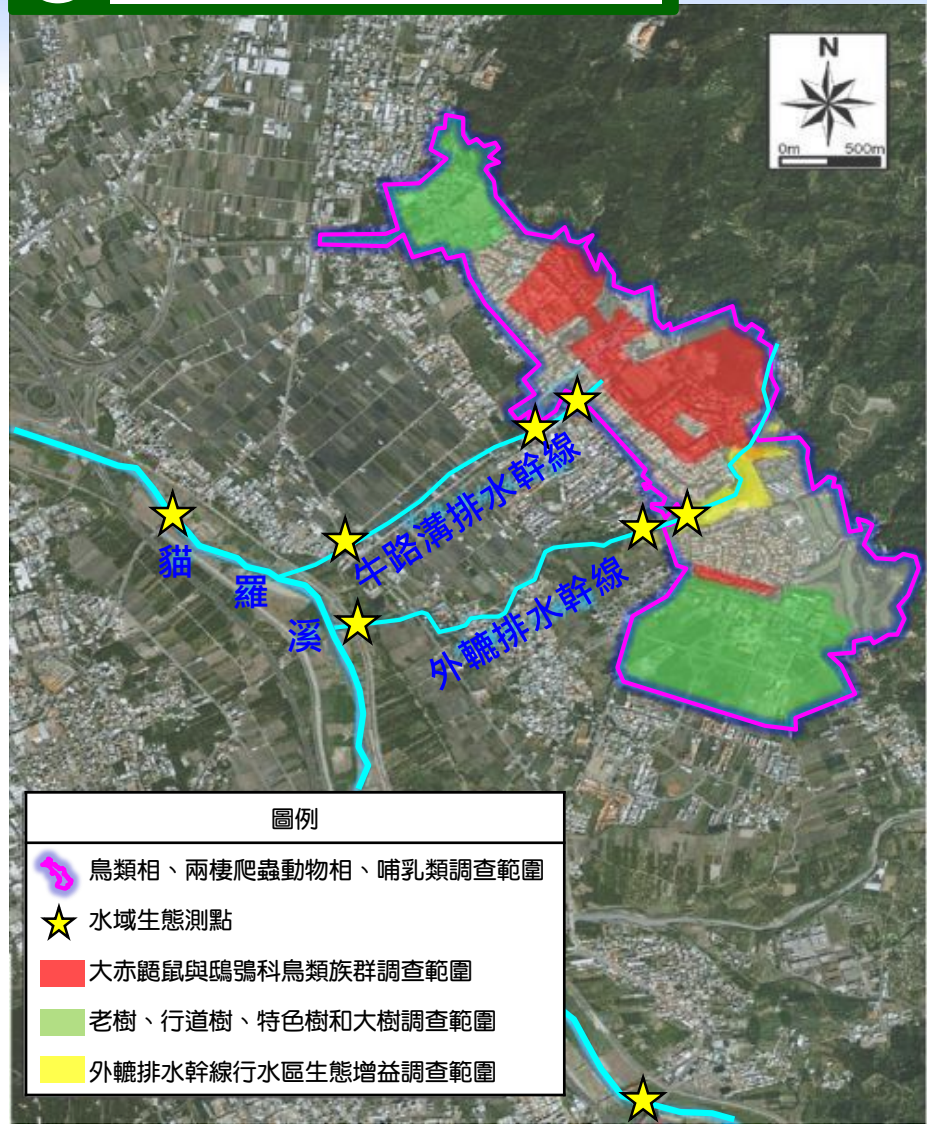 N
0m 500m
牛路溝排水幹線
貓
羅
溪
外轆排水幹線
圖例
鳥類相、兩棲爬蟲動物相、哺乳類調查範圍
水域生態測點
大赤鼯鼠與鴟鴞科鳥類族群調查範圍
老樹、行道樹、特色樹和大樹調查範圍
外轆排水幹線行水區生態增益調查範圍